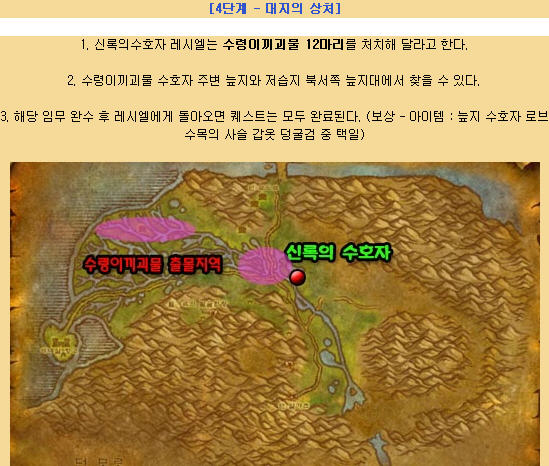 [4단계 - 대지의 상처]
1. 신록의수호자 레시엘는 수령이끼괴물 12마리를 처치해 달라고 한다.
2. 수령이끼괴물 수호자 주변 늪지와 저습지 북서쪽 늪지대에서 찾을 수 있다.
3. 해당 임무 완수 후 레시엘에게 돌아오면 퀘스트는 모두 완료된다. (보상 - 아이템 : 늪지 수호자 로브
수목의 사슬 갑옷 덩굴검 중 택일)
신록의 수호자
수령이끼괴물 출몰지역